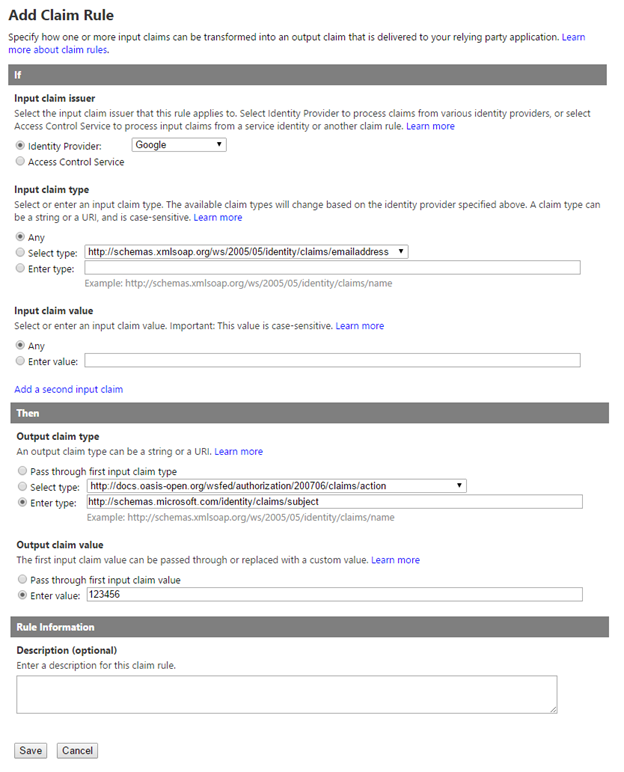 Add Claim Rule
Specify how one or more input claims can be transformed into an output claim that is delivered to your relying party application. Learn
more about claim rules.
If
Input claim issuer
Select the input claim issuer that this rule applies to. Select Identity Provider to process claims from various identity providers, or select
Access Control Service to process input claims from a service identity or another claim rule. Learn more
Identity Provider: Google
Access Control Service
Input claim type
Select or enter an input claim type. The available claim types will change based on the identity provider specified above. A claim type can
be a string or a URI, and is case-sensitive. Learn more
Any
Select type: http://schemas.xmlsoap.org/ws/2005/05/identity/claims/emailaddress
Enter type:
Example: http://schemas.xmlsoap.org/ws/2005/05/identity/claims/name
Input claim value
Select or enter an input claim value. Important: This value is case-sensitive. Learn more
Any
Enter value:
Add a second input claim
Then
Output claim type
An output claim type can be a string or a URI. Learn more
Pass through first input claim type
Select type: http://docs.oasis-open.org/wsfed/authorization/200706/claims/action
Enter type: http://schemas.microsoft.com/identity/claims/subject
Example: http://schemas.xmlsoap.org/ws/2005/05/identity/claims/name
Output claim value
The first input claim value can be passed through or replaced with a custom value. Learn more
Pass through first input claim value
Enter value: 123456
Rule Information
Description (optional)
Enter a description for this claim rule.
Save Cancel